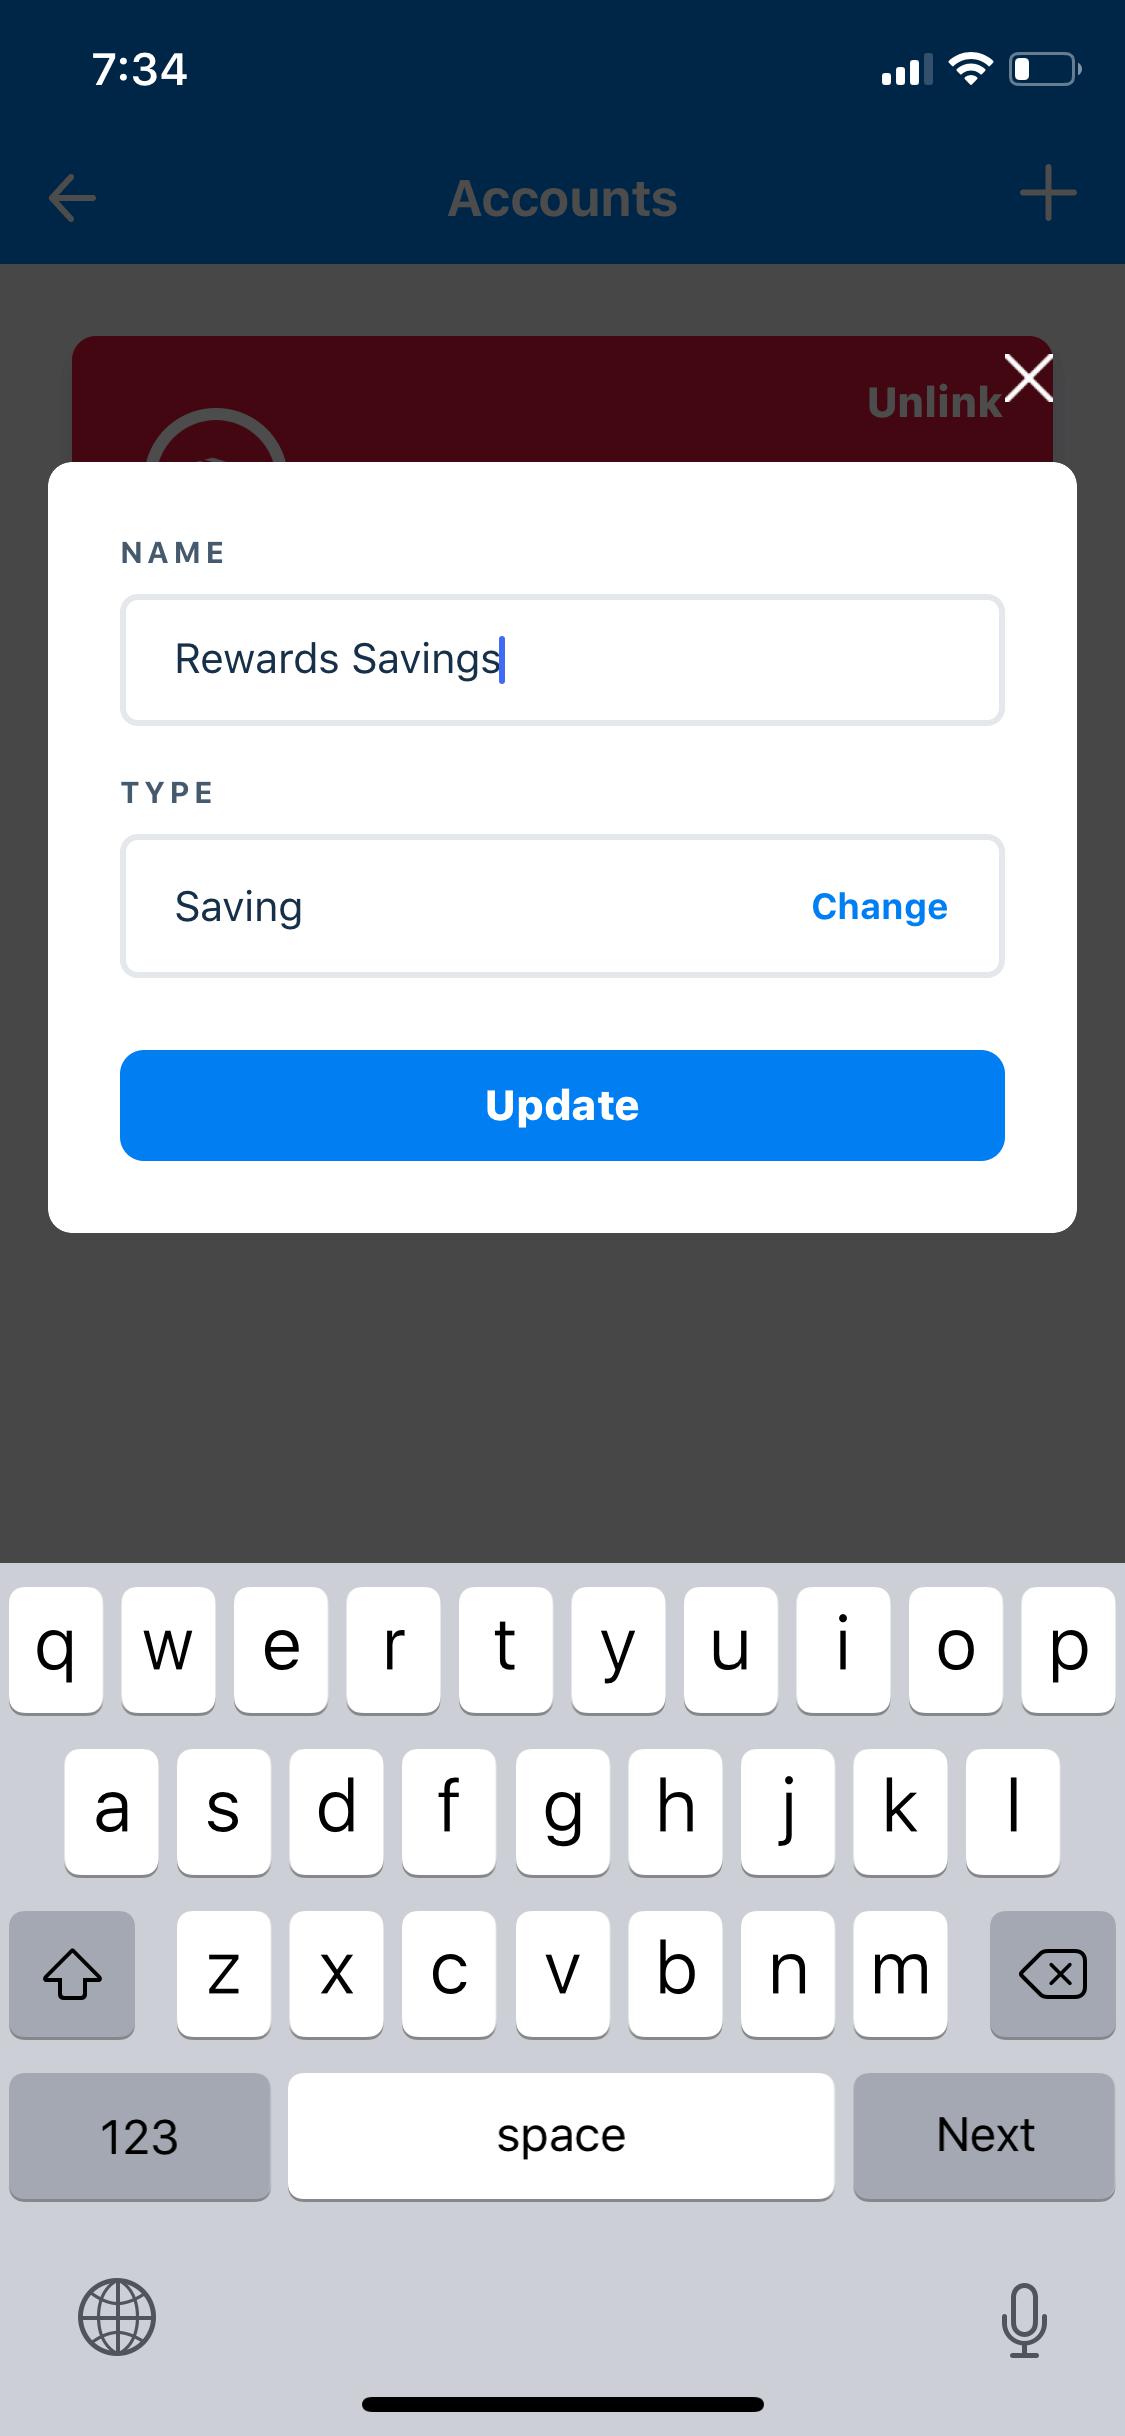 7:34
Accounts
Unlink
NAME
Rewards Savings
TYPE
Saving
Change
Update
q w e r t y u i o p
a s d f g h j k l
z x c v b n m
123 space Next